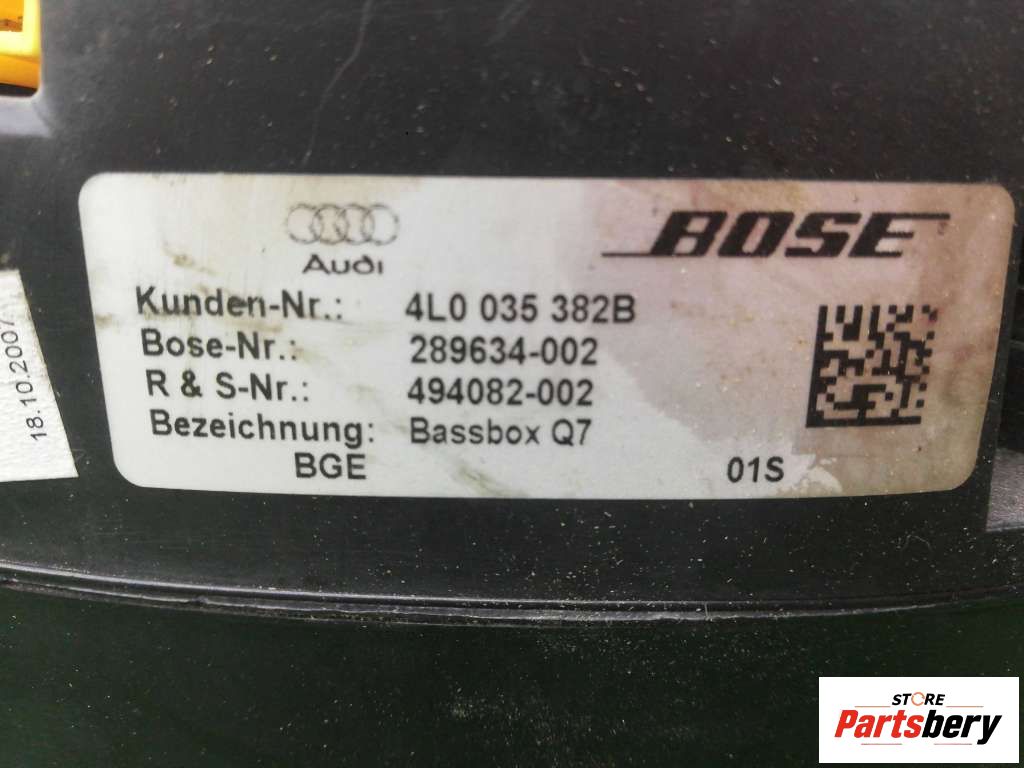 Audi
BOSE
Kunden-Nr.: 4L0 035 382B
Bose-Nr.: 289634-002
R & S-Nr.: 494082-002
Bezeichnung: Bassbox Q7
BGE 01S
18.10.2007
STORE
Partsbery